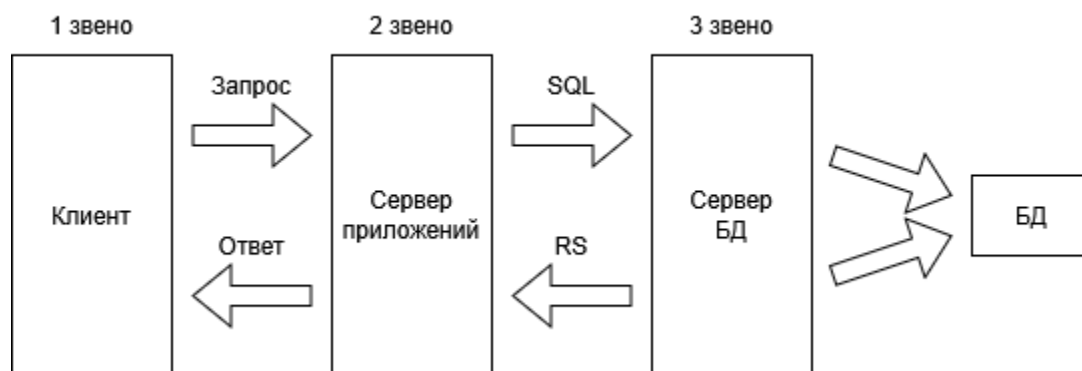 1 звено
2 звено
3 звено
Запрос
SQL
Клиент
Сервер
приложений
Сервер
БД
БД
Ответ
RS